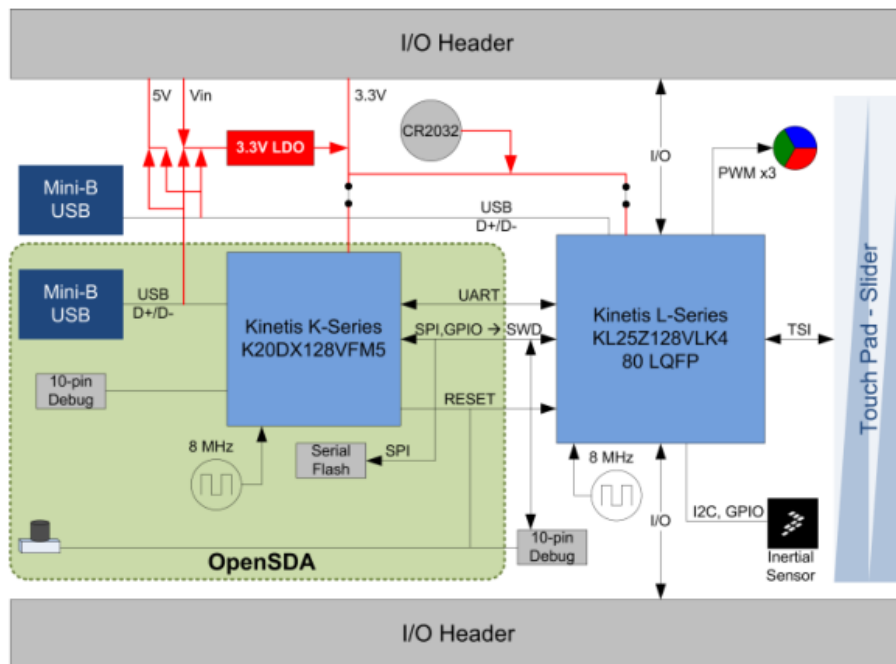 I/O Header
5V
Vin
3.3V
CR2032
3.3V LDO
I/O
PWM x3
Mini-B
USB
USB
D+/D-
Mini-B
USB
USB
D+/D-
Kinetis K-Series
K20DX128VFM5
UART
SPI,GPIO → SWD
Kinetis L-Series
KL25Z128VLK4
80 LQFP
TSI
Touch Pad - Slider
10-pin
Debug
RESET
8 MHz
Serial
Flash
SPI
8 MHz
I/O
I2C, GPIO
10-pin
Debug
Inertial
Sensor
OpenSDA
I/O Header